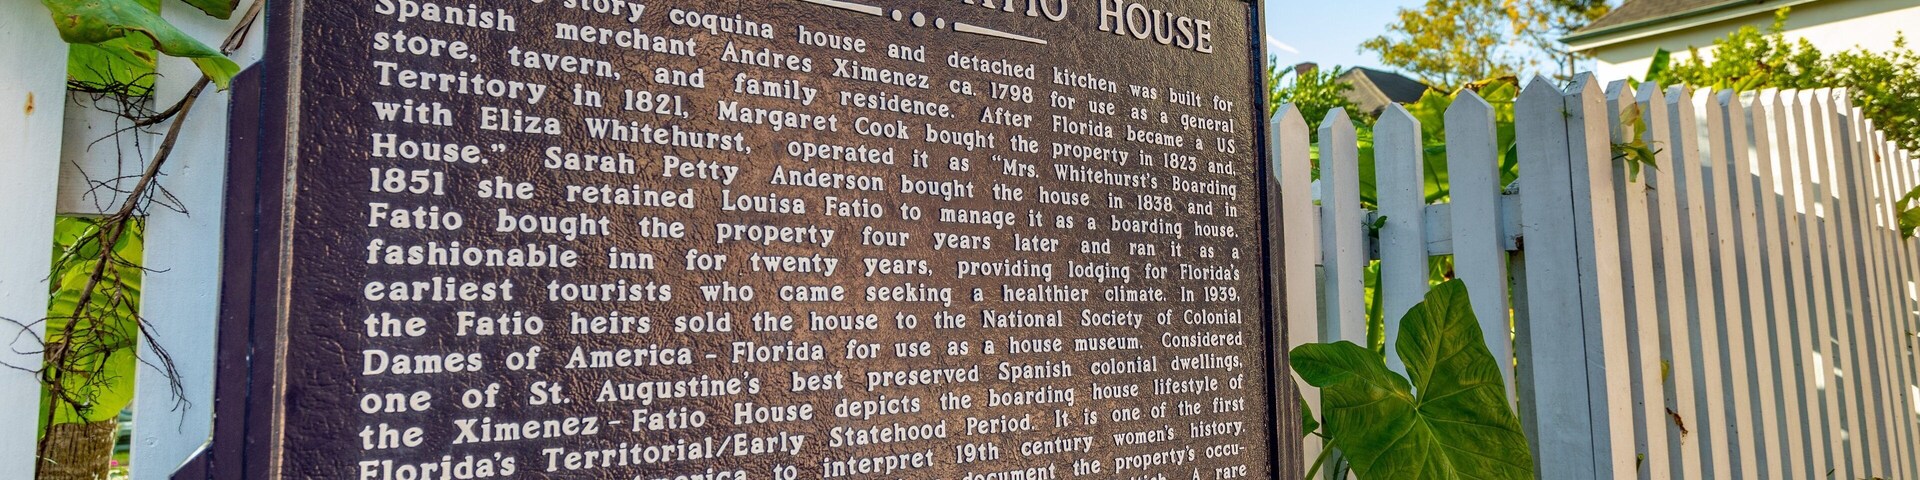 HOUSE
story coquina house and detached kitchen was built for
Spanish merchant Andres Ximenez ca. 1798 for use as a general
store, tavern, and family residence. After Florida became a US
Territory in 1821, Margaret Cook bought the property in 1823 and,
with Eliza Whitehurst, operated it as “Mrs. Whitehurst's Boarding
House.” Sarah Petty Anderson bought the house in 1838 and in
1851 she retained Louisa Fatio to manage it as a boarding house.
Fatio bought the property four years later and ran it as a
fashionable inn for twenty years, providing lodging for Florida's
earliest tourists who came seeking a healthier climate. In 1939,
the Fatio heirs sold the house to the National Society of Colonial
Dames of America - Florida for use as a house museum. Considered
one of St. Augustine's best preserved Spanish colonial dwellings,
the Ximenez - Fatio House depicts the boarding house lifestyle of
Florida's Territorial/Early Statehood Period. It is one of the first
America to interpret 19th century women's history.
document the property's occu-
A rare